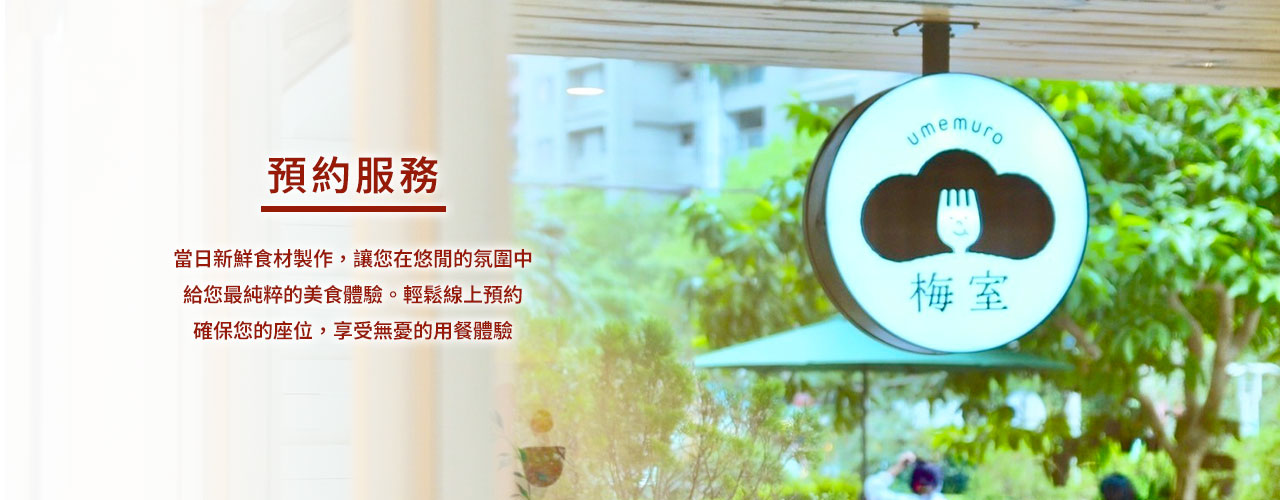 預約服務
當日新鮮食材製作，讓您在悠閒的氛圍中
給您最純粹的美食體驗。輕鬆線上預約
確保您的座位，享受無憂的用餐體驗
umemuro
梅室